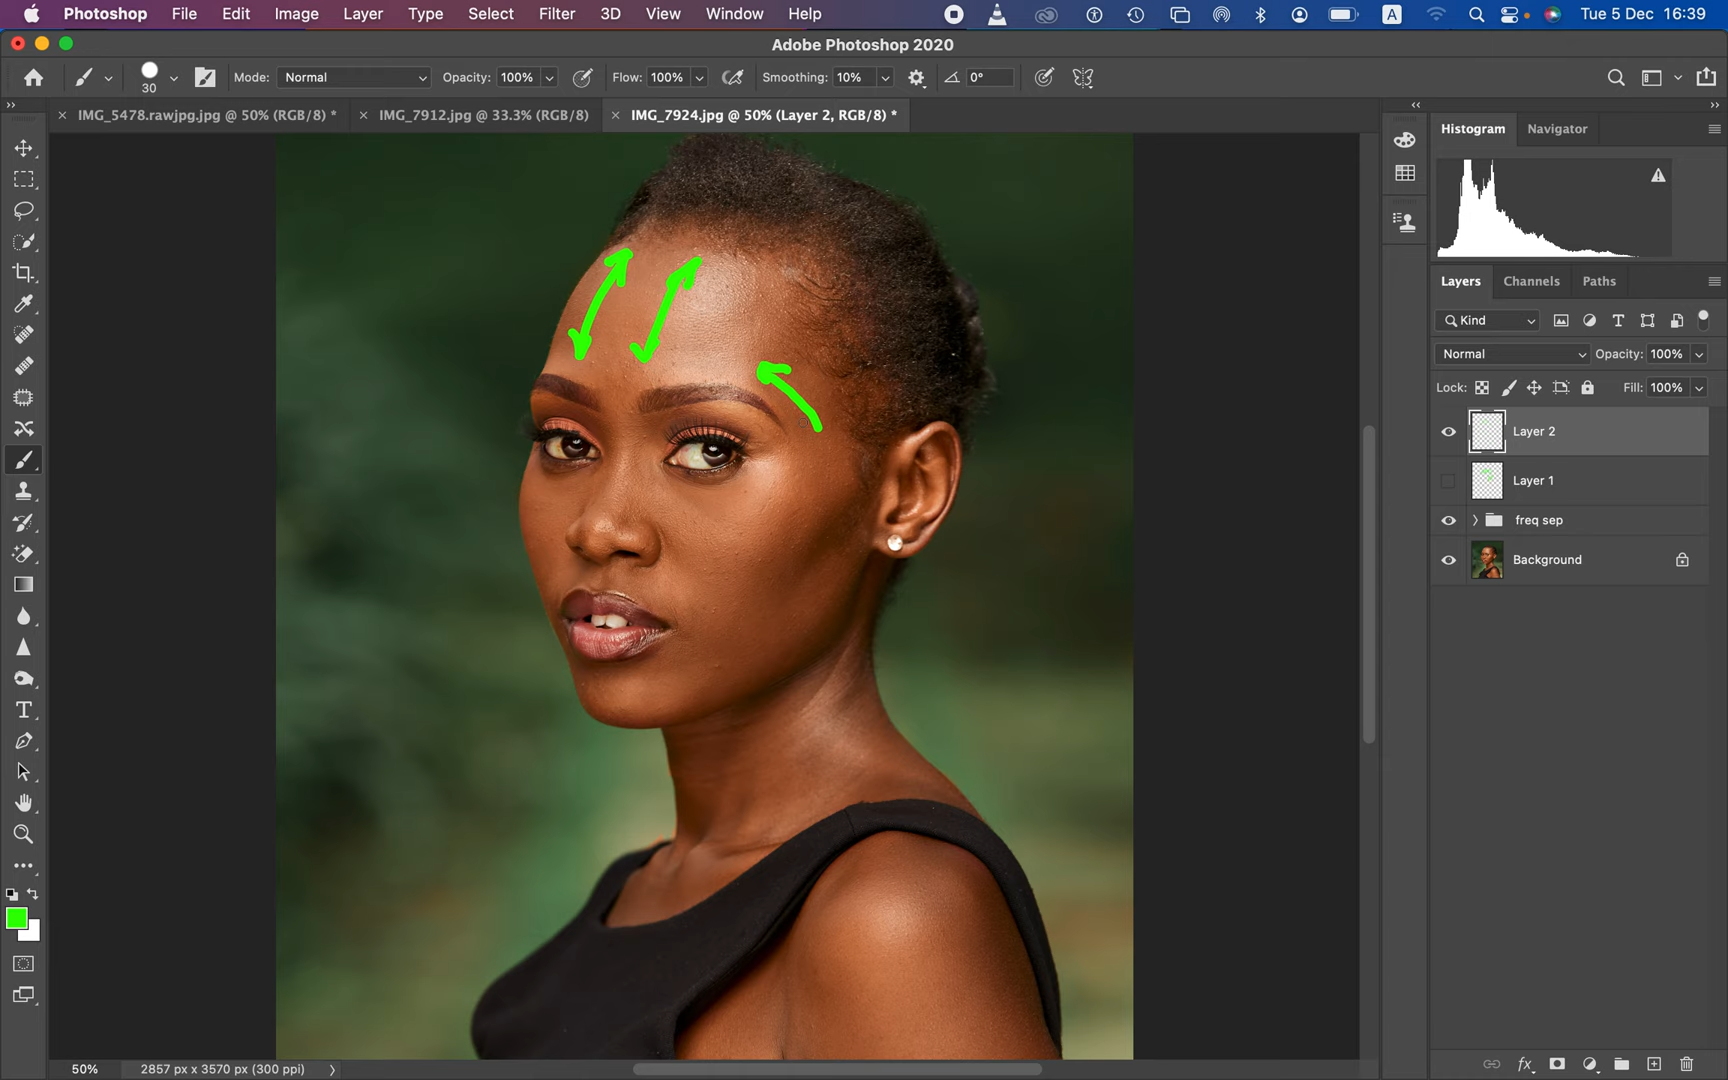 Photoshop File Edit Image Layer Type Select Filter 3D View Window Help A Tue 5 Dec 16:39
Adobe Photoshop 2020
30 Mode: Normal Opacity: 100% Flow: 100% Smoothing: 10% 0°
IMG_5478.rawjpg.jpg @ 50% (RGB/8) * IMG_7912.jpg @ 33.3% (RGB/8) IMG_7924.jpg @ 50% (Layer 2, RGB/8) *
Histogram Navigator
Layers Channels Paths
Kind
Normal Opacity: 100%
Lock: Fill: 100%
Layer 2
Layer 1
freq sep
Background
50% 2857 px x 3570 px (300 ppi)
fx